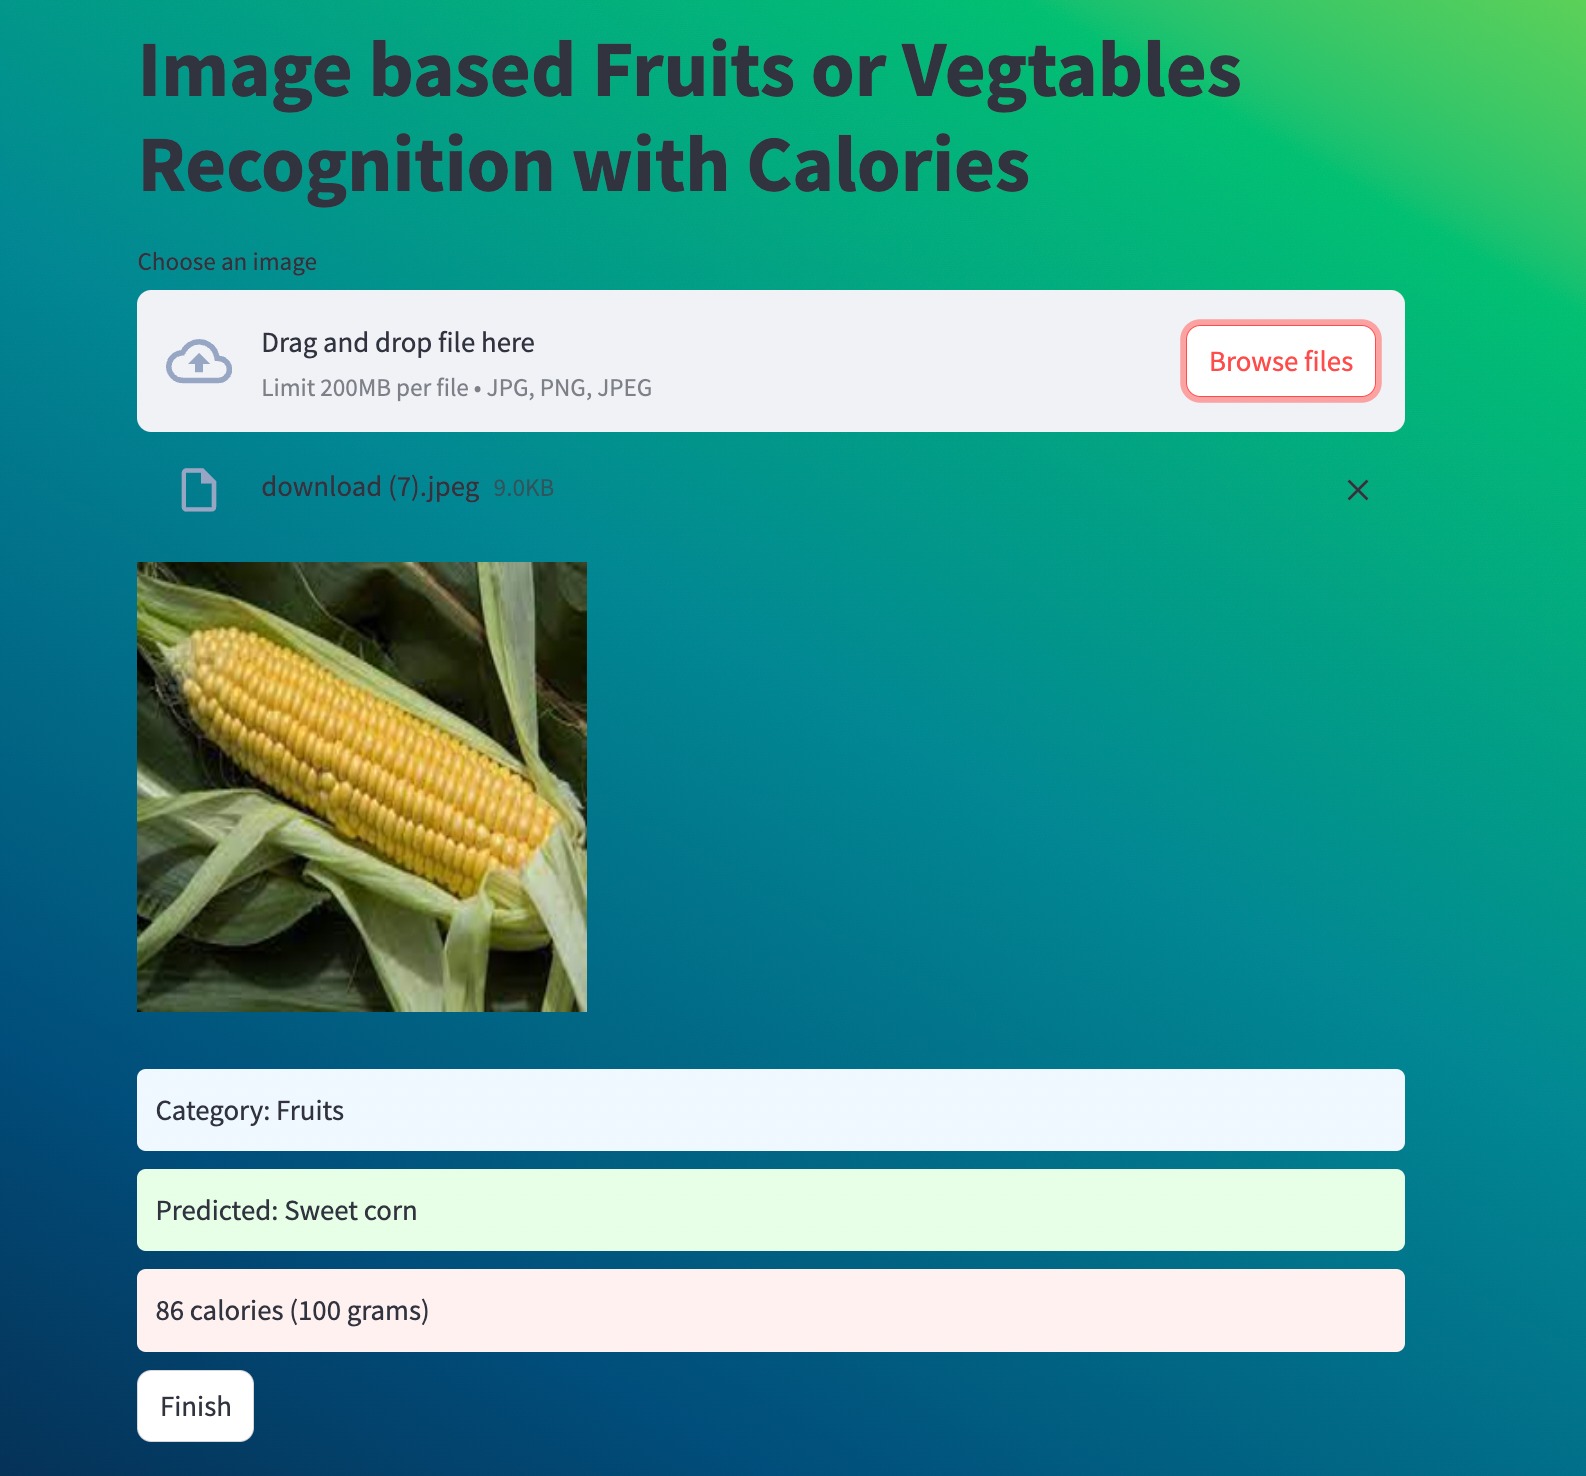 Image based Fruits or Vegtables
Recognition with Calories
Choose an image
Drag and drop file here
Limit 200MB per file • JPG, PNG, JPEG
Browse files
download (7).jpeg 9.0KB
Category: Fruits
Predicted: Sweet corn
86 calories (100 grams)
Finish